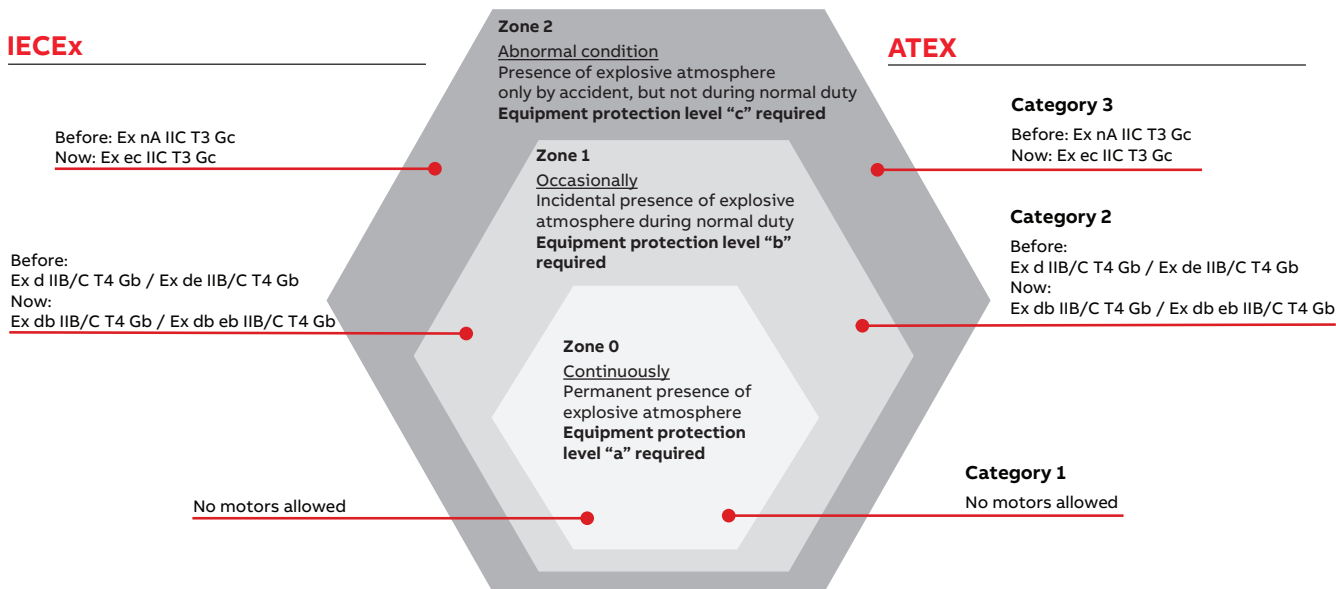 IECEx
Before: Ex nA IIC T3 Gc
Now: Ex ec IIC T3 Gc
Before:
Ex d IIB/C T4 Gb / Ex de IIB/C T4 Gb
Now:
Ex db IIB/C T4 Gb / Ex db eb IIB/C T4 Gb
No motors allowed
Zone 2
Abnormal condition
Presence of explosive atmosphere
only by accident, but not during normal duty
Equipment protection level “c” required
Zone 1
Occasionally
Incidental presence of explosive
atmosphere during normal duty
Equipment protection level “b”
required
Zone 0
Continuously
Permanent presence of
explosive atmosphere
Equipment protection
level “a” required
ATEX
Category 3
Before: Ex nA IIC T3 Gc
Now: Ex ec IIC T3 Gc
Category 2
Before:
Ex d IIB/C T4 Gb / Ex de IIB/C T4 Gb
Now:
Ex db IIB/C T4 Gb / Ex db eb IIB/C T4 Gb
Category 1
No motors allowed